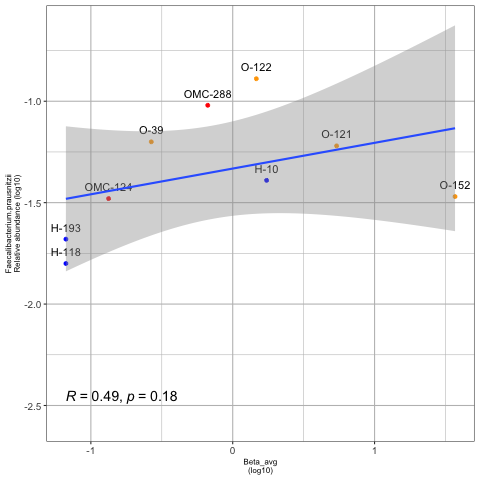 O-122
OMC-288
O-39
O-121
H-10
OMC-124
O-152
H-193
H-118
R = 0.49, p = 0.18
-1.0
-1.5
-2.0
-2.5
-1
0
1
Faecalibacterium.prausnitzii
Relative abundance (log10)
Beta_avg
(log10)